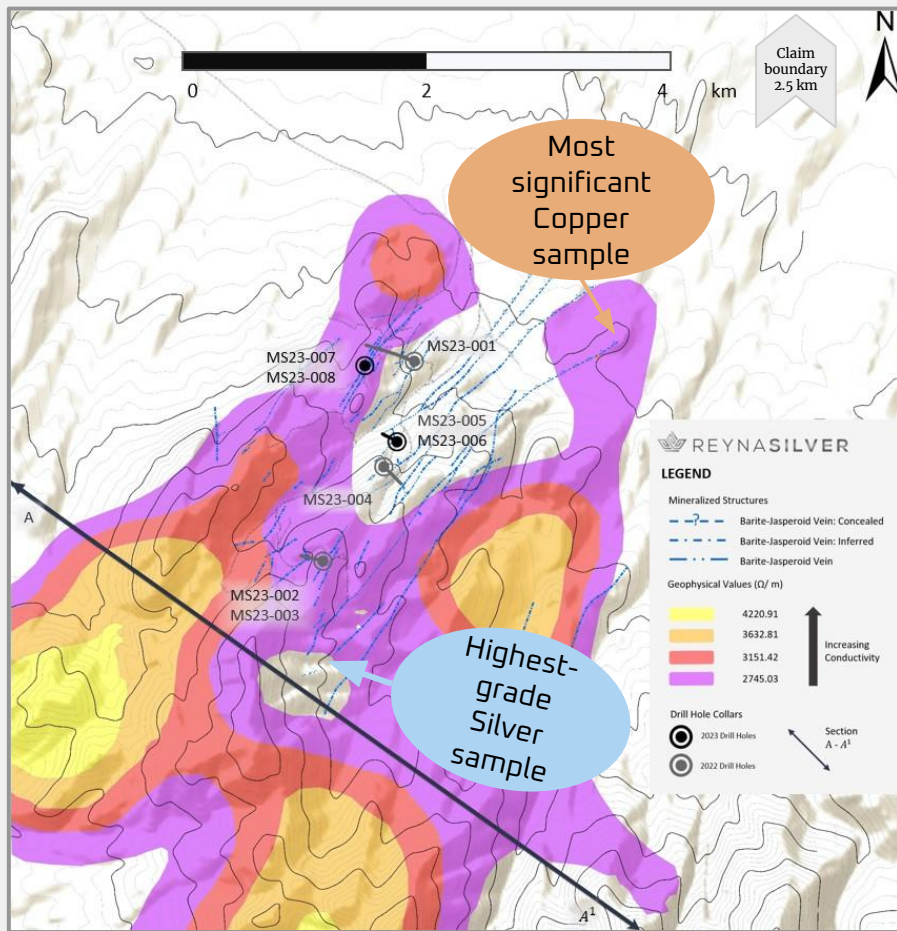 N
Claim
boundary
2.5 km
0 2 4 km
Most
significant
Copper
sample
MS23-007
MS23-008
MS23-001
MS23-005
MS23-006
MS23-004
A
MS23-002
MS23-003
Highest-
grade
Silver
sample
A¹
REYNASILVER
LEGEND
Mineralized Structures
? Barite-Jasperoid Vein: Concealed
Barite-Jasperoid Vein: Inferred
Barite-Jasperoid Vein
Geophysical Values (Ω/ m)
4220.91
3632.81
3151.42
2745.03
Increasing
Conductivity
Drill Hole Collars
2023 Drill Holes
2022 Drill Holes
Section
A - A¹